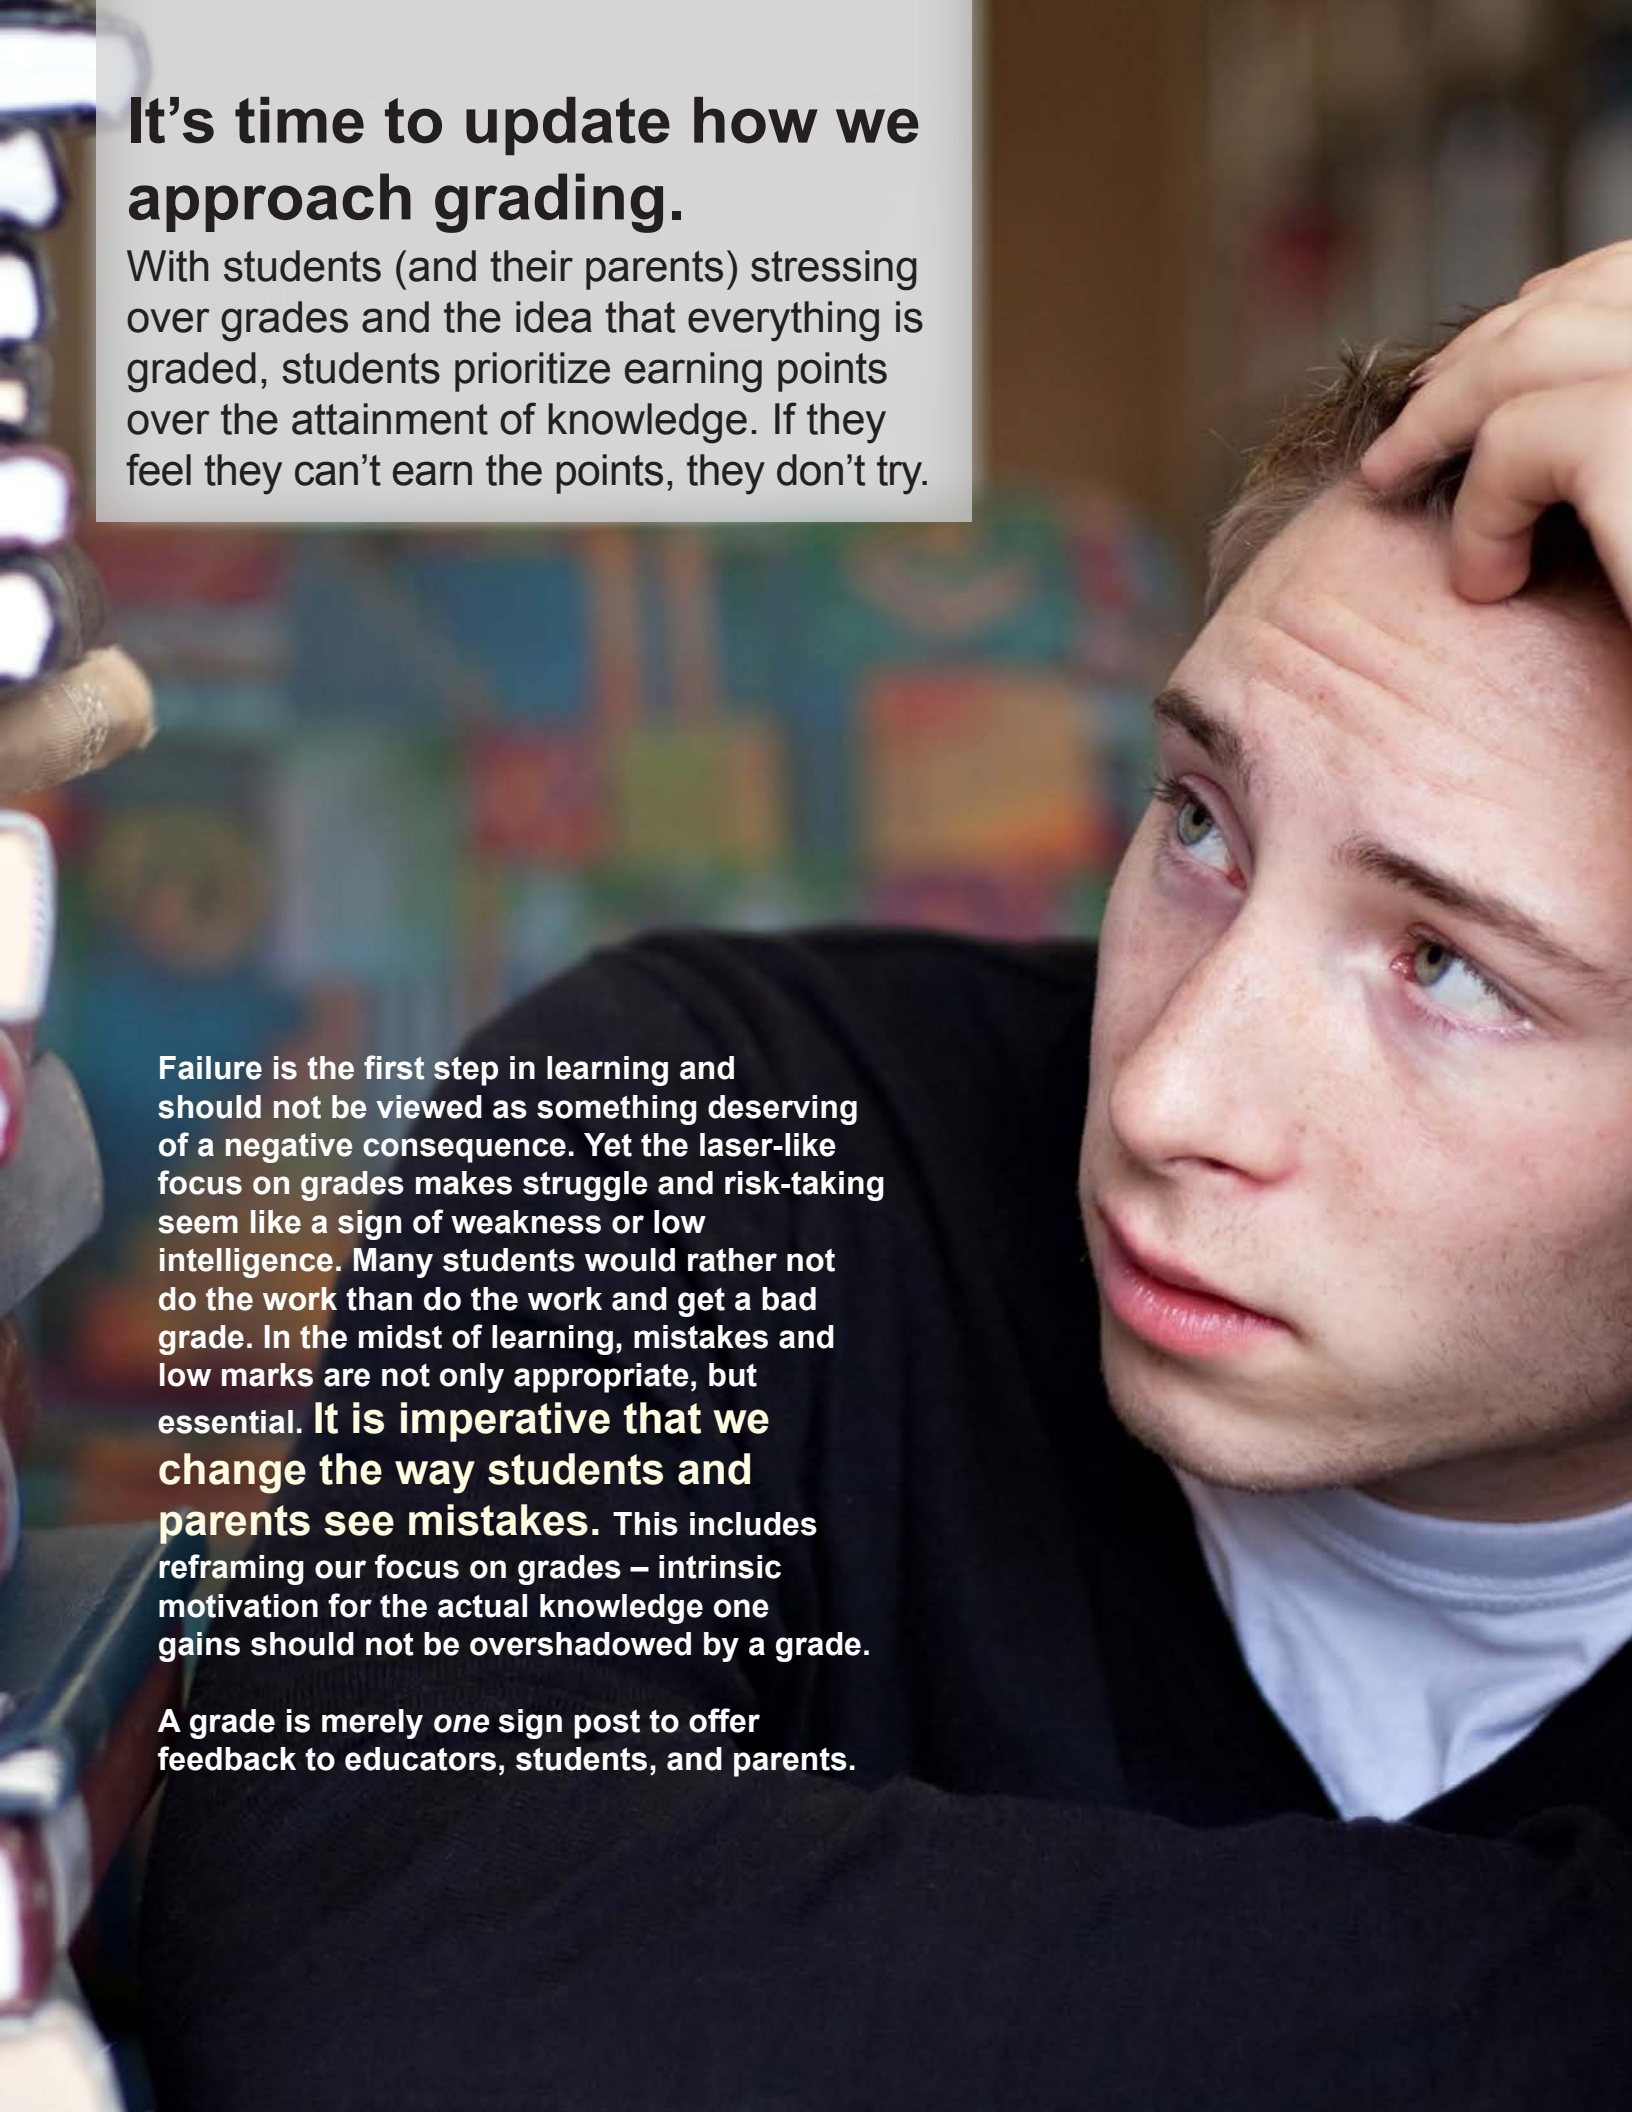 It’s time to update how we
approach grading.
With students (and their parents) stressing
over grades and the idea that everything is
graded, students prioritize earning points
over the attainment of knowledge. If they
feel they can’t earn the points, they don’t try.
Failure is the first step in learning and
should not be viewed as something deserving
of a negative consequence. Yet the laser-like
focus on grades makes struggle and risk-taking
seem like a sign of weakness or low
intelligence. Many students would rather not
do the work than do the work and get a bad
grade. In the midst of learning, mistakes and
low marks are not only appropriate, but
essential. It is imperative that we
change the way students and
parents see mistakes. This includes
reframing our focus on grades – intrinsic
motivation for the actual knowledge one
gains should not be overshadowed by a grade.
A grade is merely one sign post to offer
feedback to educators, students, and parents.